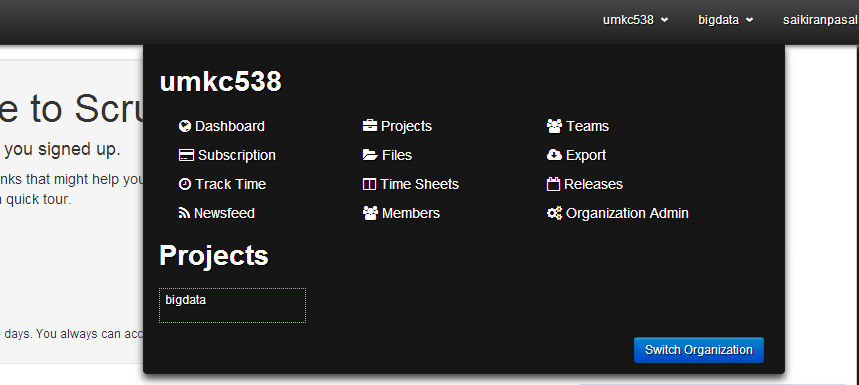 umkc538 bigdata saikiranpasal
umkc538
Dashboard Projects Teams
Subscription Files Export
Track Time Time Sheets Releases
Newsfeed Members Organization Admin
Projects
bigdata
Switch Organization
e to Scru
you signed up.
nks that might help you
quick tour.
days. You always can acc